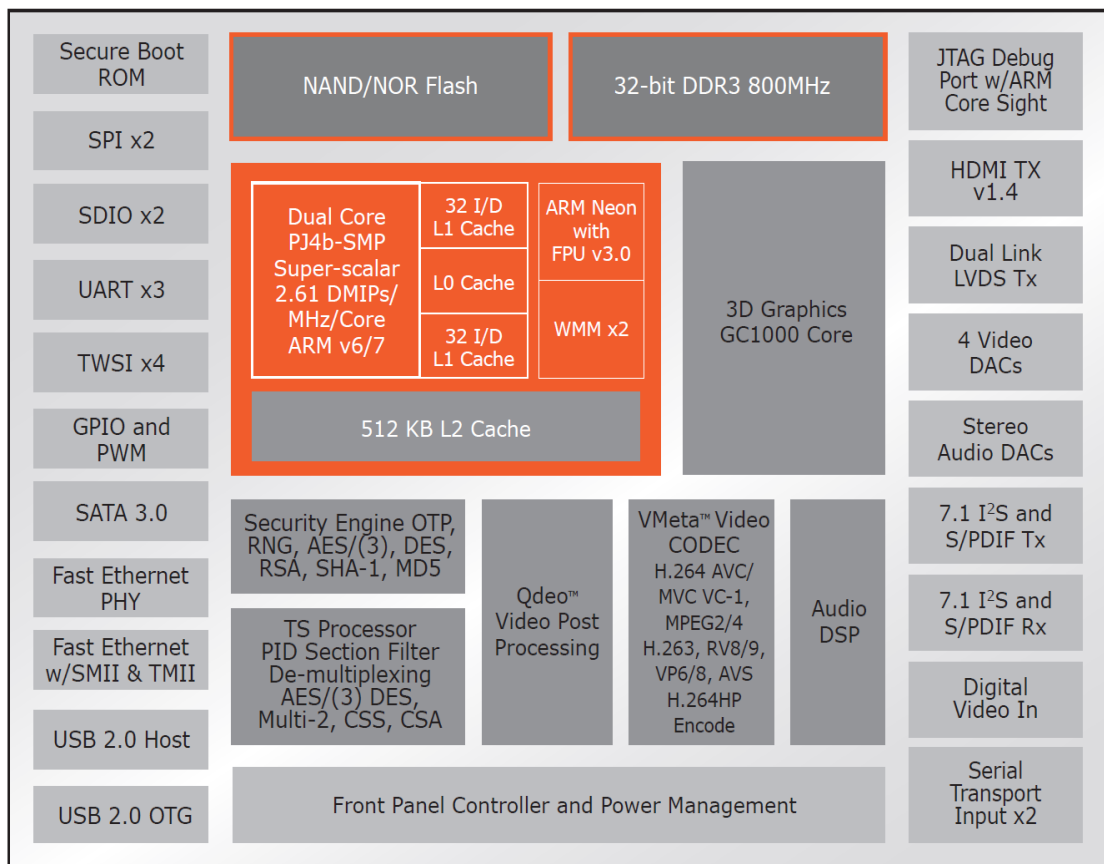 Secure Boot
ROM
SPI x2
SDIO x2
UART x3
TWSI x4
GPIO and
PWM
SATA 3.0
Fast Ethernet
PHY
Fast Ethernet
w/SMII & TMII
USB 2.0 Host
USB 2.0 OTG
NAND/NOR Flash
32-bit DDR3 800MHz
Dual Core
PJ4b-SMP
Super-scalar
2.61 DMIPs/
MHz/Core
ARM v6/7
32 I/D
L1 Cache
L0 Cache
32 I/D
L1 Cache
ARM Neon
with
FPU v3.0
WMM x2
512 KB L2 Cache
3D Graphics
GC1000 Core
Security Engine OTP,
RNG, AES/(3), DES,
RSA, SHA-1, MD5
TS Processor
PID Section Filter
De-multiplexing
AES/(3) DES,
Multi-2, CSS, CSA
Qdeo™
Video Post
Processing
VMeta™ Video
CODEC
H.264 AVC/
MVC VC-1,
MPEG2/4
H.263, RV8/9,
VP6/8, AVS
H.264HP
Encode
Audio
DSP
Front Panel Controller and Power Management
JTAG Debug
Port w/ARM
Core Sight
HDMI TX
v1.4
Dual Link
LVDS Tx
4 Video
DACs
Stereo
Audio DACs
7.1 I²S and
S/PDIF Tx
7.1 I²S and
S/PDIF Rx
Digital
Video In
Serial
Transport
Input x2